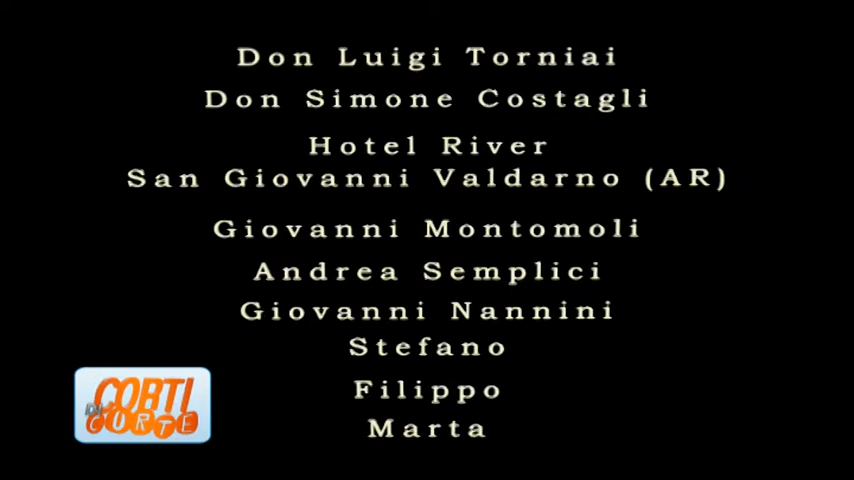 Don Luigi Torniai
Don Simone Costagli
Hotel River
San Giovanni Valdarno (AR)
Giovanni Montomoli
Andrea Semplici
Giovanni Nannini
Stefano
Filippo
Marta
CORTI
DI
CORTE